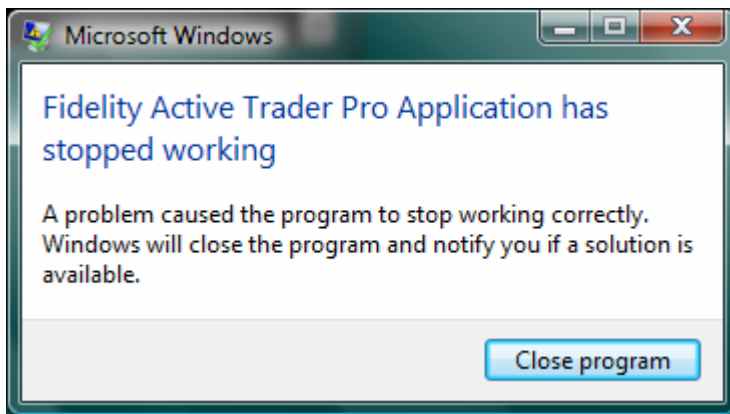 Microsoft Windows
Fidelity Active Trader Pro Application has
stopped working
A problem caused the program to stop working correctly.
Windows will close the program and notify you if a solution is
available.
Close program